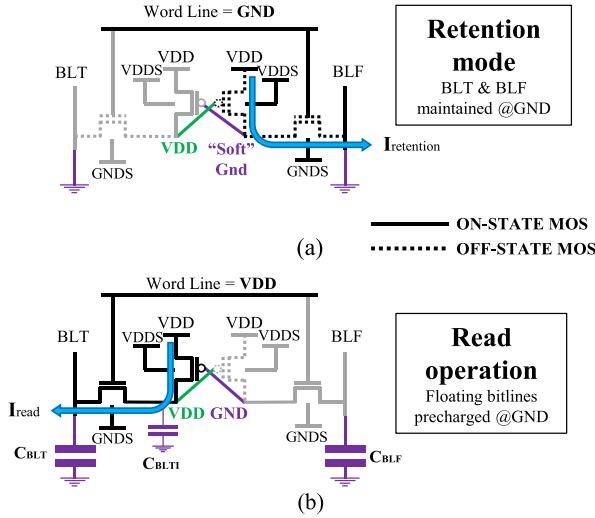 Word Line = GND
BLT
VDDS
VDD
VDD
VDDS
BLF
Retention
mode
BLT & BLF
maintained @GND
GNDS
VDD
“Soft”
Gnd
GNDS
Iretention
ON-STATE MOS
OFF-STATE MOS
(a)
Word Line = VDD
BLT
VDDS
VDD
VDD
VDDS
BLF
Read
operation
Floating bitlines
precharged @GND
Iread
GNDS
VDD
GND
GNDS
CBLT
CBLTI
CBLF
(b)